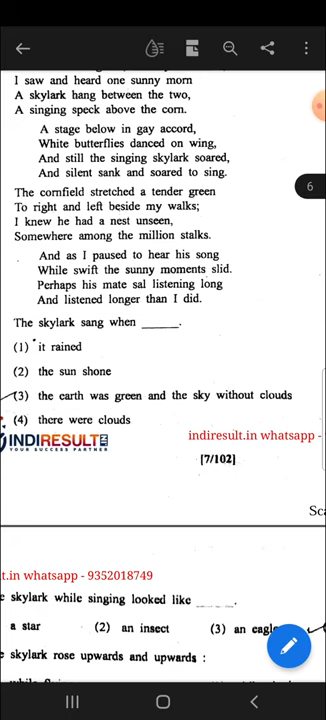 I saw and heard one sunny morn
A skylark hang between the two,
A singing speck above the corn.
A stage below in gay accord,
White butterflies danced on wing,
And still the singing skylark soared,
And silent sank and soared to sing.
The cornfield stretched a tender green
To right and left beside my walks;
I knew he had a nest unseen,
Somewhere among the million stalks.
And as I paused to hear his song
While swift the sunny moments slid.
Perhaps his mate sal listening long
And listened longer than I did.
6
The skylark sang when ______.
(1) it rained
(2) the sun shone
(3) the earth was green and the sky without clouds
(4) there were clouds
INDIRESULT.IN
YOUR SUCCESS PARTNER
indiresult.in whatsapp -
[7/102]
Sca
t.in whatsapp - 9352018749
e skylark while singing looked like ______.
a star (2) an insect (3) an eagle
e skylark rose upwards and upwards :